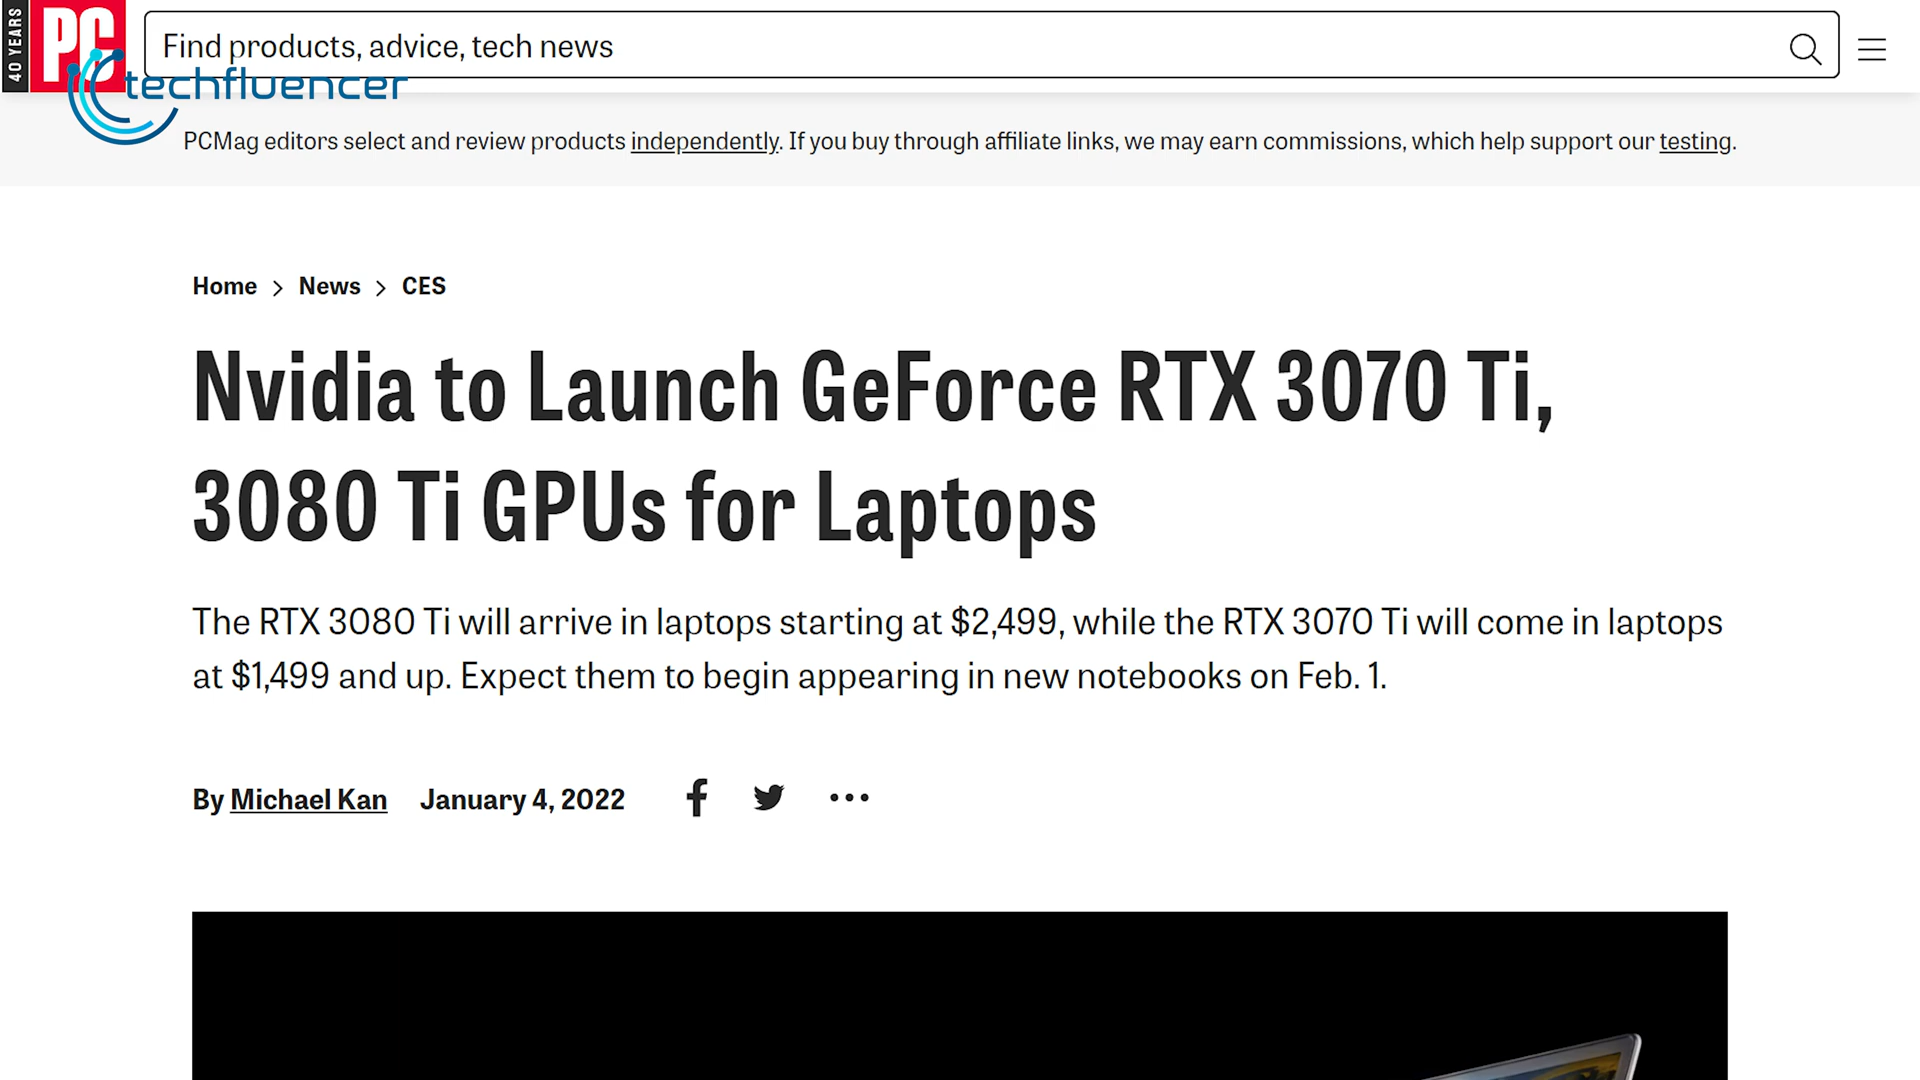 40 YEARS
PC
Find products, advice, tech news
techfluencer
PCMag editors select and review products independently. If you buy through affiliate links, we may earn commissions, which help support our testing.
Home > News > CES
Nvidia to Launch GeForce RTX 3070 Ti,
3080 Ti GPUs for Laptops
The RTX 3080 Ti will arrive in laptops starting at $2,499, while the RTX 3070 Ti will come in laptops
at $1,499 and up. Expect them to begin appearing in new notebooks on Feb. 1.
By Michael Kan January 4, 2022